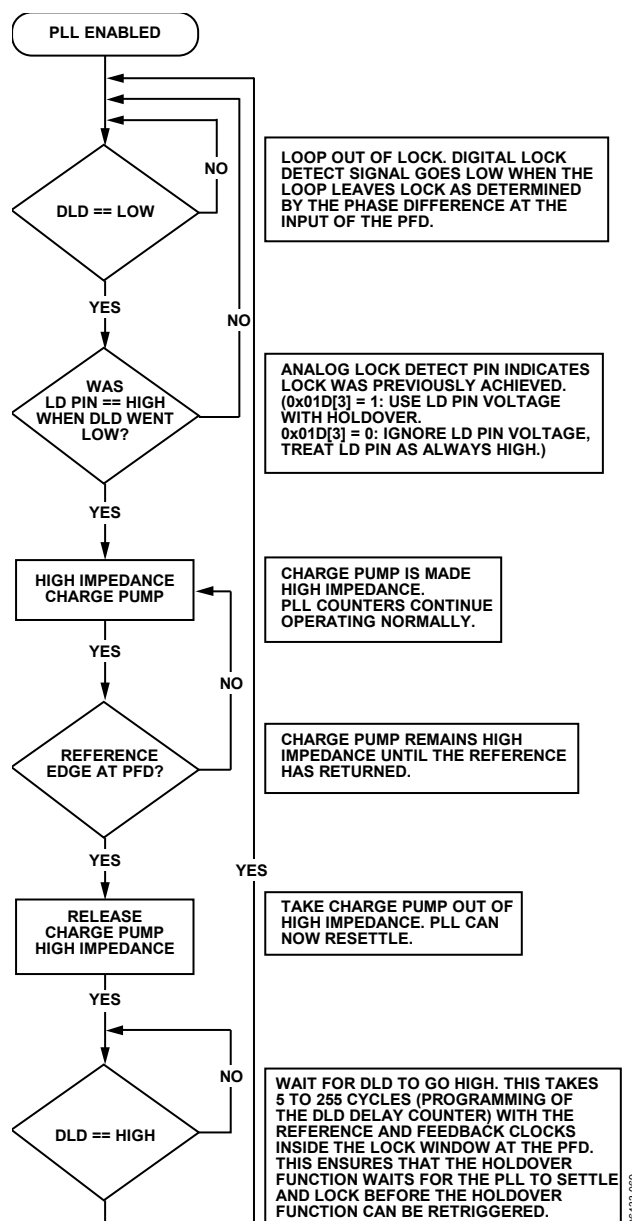 PLL ENABLED
NO
DLD == LOW
LOOP OUT OF LOCK. DIGITAL LOCK
DETECT SIGNAL GOES LOW WHEN THE
LOOP LEAVES LOCK AS DETERMINED
BY THE PHASE DIFFERENCE AT THE
INPUT OF THE PFD.
YES
NO
WAS
LD PIN == HIGH
WHEN DLD WENT
LOW?
ANALOG LOCK DETECT PIN INDICATES
LOCK WAS PREVIOUSLY ACHIEVED.
(0x01D[3] = 1: USE LD PIN VOLTAGE
WITH HOLDOVER.
0x01D[3] = 0: IGNORE LD PIN VOLTAGE,
TREAT LD PIN AS ALWAYS HIGH.)
YES
HIGH IMPEDANCE
CHARGE PUMP
CHARGE PUMP IS MADE
HIGH IMPEDANCE.
PLL COUNTERS CONTINUE
OPERATING NORMALLY.
YES
NO
REFERENCE
EDGE AT PFD?
CHARGE PUMP REMAINS HIGH
IMPEDANCE UNTIL THE REFERENCE
HAS RETURNED.
YES
YES
RELEASE
CHARGE PUMP
HIGH IMPEDANCE
TAKE CHARGE PUMP OUT OF
HIGH IMPEDANCE. PLL CAN
NOW RESETTLE.
YES
NO
DLD == HIGH
WAIT FOR DLD TO GO HIGH. THIS TAKES
5 TO 255 CYCLES (PROGRAMMING OF
THE DLD DELAY COUNTER) WITH THE
REFERENCE AND FEEDBACK CLOCKS
INSIDE THE LOCK WINDOW AT THE PFD.
THIS ENSURES THAT THE HOLDOVER
FUNCTION WAITS FOR THE PLL TO SETTLE
AND LOCK BEFORE THE HOLDOVER
FUNCTION CAN BE RETRIGGERED.